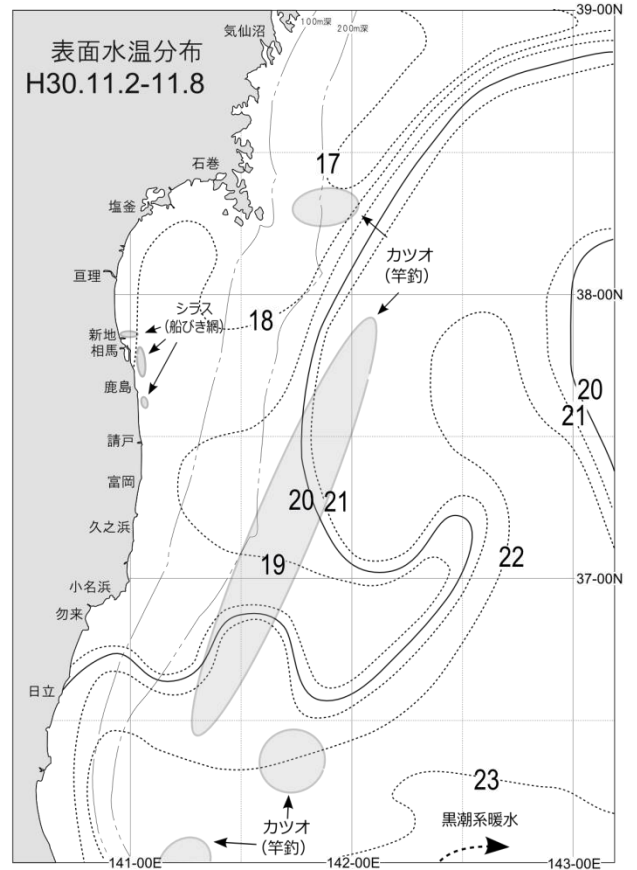 39-00N
気仙沼
100m深
200m深
表面水温分布
H30.11.2-11.8
石巻
17
塩釜
カツオ
(竿釣)
亘理
38-00N
シラス
(船びき網)
18
新地
相馬
鹿島
20
21
請戸
富岡
20
21
久之浜
22
19
37-00N
小名浜
勿来
日立
23
黒潮系暖水
カツオ
(竿釣)
141-00E
142-00E
143-00E